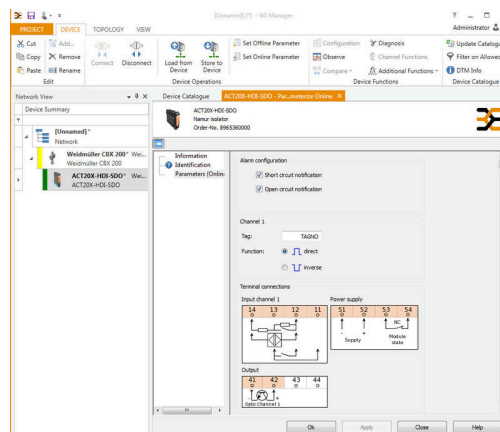 [Unnamed] (*) - WI-Manager
PROJECT DEVICE TOPOLOGY VIEW
Administrator
Cut Add...
Copy Remove
Paste Rename
Edit
Connect Disconnect
Load from Device Store to Device
Device Operations
Set Offline Parameter
Set Online Parameter
Configuration Diagnosis
Observe Channel Functions
Compare Additional Functions
Device Functions
Update Catalogu
Filter on Allowed
DTM Info
Device Catalogue
Network View
Device Summary
[Unnamed]*
Network
Weidmüller CBX 200* Wei...
Weidmüller CBX 200
ACT20X-HDI-SDO* Wei...
ACT20X-HDI-SDO
Device Catalogue ACT20X-HDI-SDO - Par...meterze Online
ACT20X-HDI-SDO
Namur isolator
Order-No. 8965360000
Information
Identification
Parameters (Online
Alarm configuration
Short circuit notification
Open circuit notification
Channel 1
Tag: TAGNO
Function: direct
inverse
Terminal connections
Input channel 1 Power supply
14 13 12 11 51 52 53 54
- + NC
Supply Module state
Output
41 42 43 44
- +
Opto Channel 1
Ok Apply Close Help